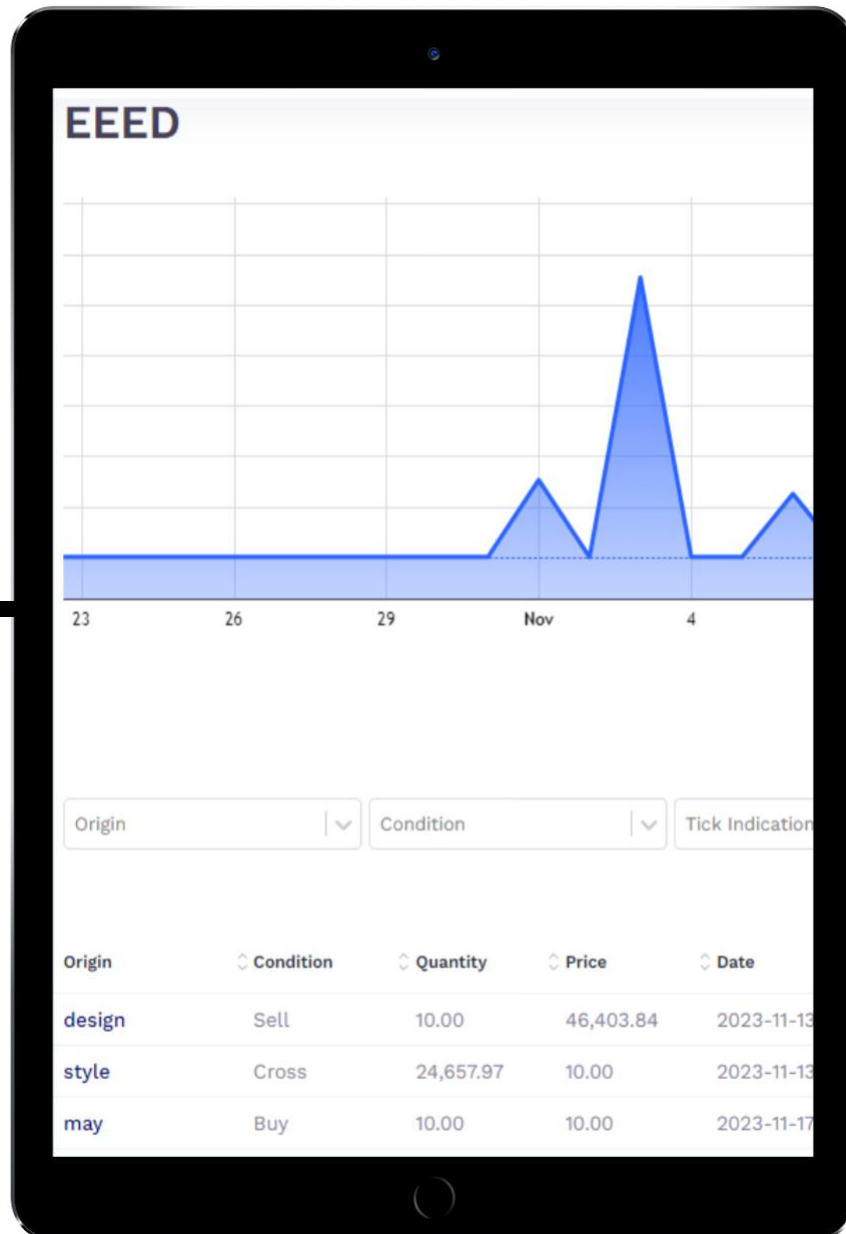 EEED
23 26 29 Nov 4
Origin Condition Tick Indication
Origin Condition Quantity Price Date
design Sell 10.00 46,403.84 2023-11-13
style Cross 24,657.97 10.00 2023-11-13
may Buy 10.00 10.00 2023-11-17